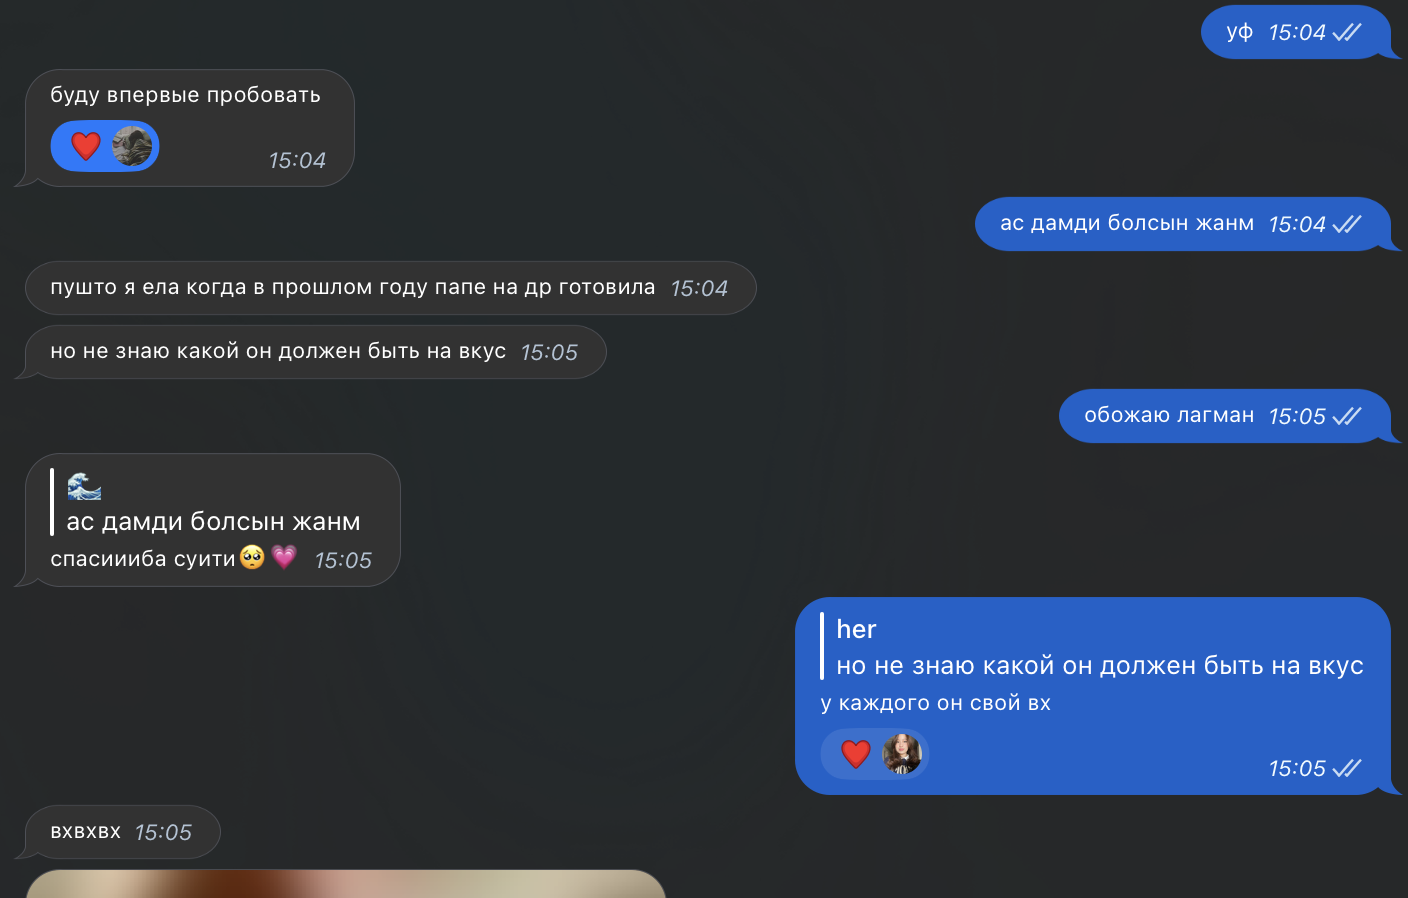 уф 15:04
буду впервые пробовать
❤️ 15:04
ас дамди болсын жанм 15:04
пушто я ела когда в прошлом году папе на др готовила 15:04
но не знаю какой он должен быть на вкус 15:05
обожаю лагман 15:05
🌊
ас дамди болсын жанм
спасиииба суити🥺💗 15:05
her
но не знаю какой он должен быть на вкус
у каждого он свой вх
❤️ 15:05
вхвхвх 15:05